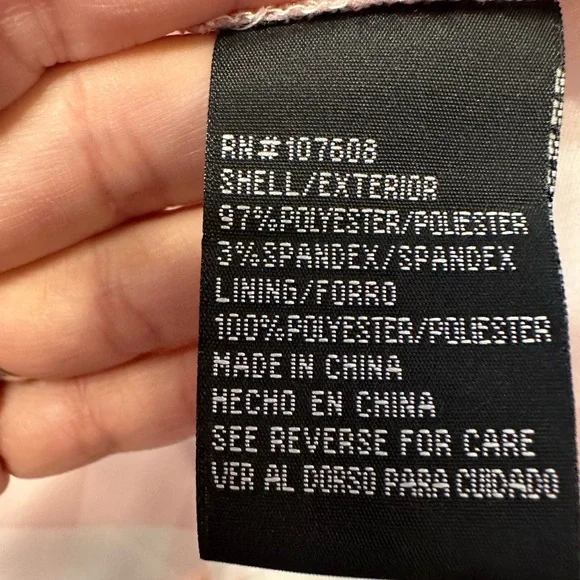 RN#107608
SHELL/EXTERIOR
97%POLYESTER/POLIESTER
3%SPANDEX/SPANDEX
LINING/FORRO
100%POLYESTER/POLIESTER
MADE IN CHINA
HECHO EN CHINA
SEE REVERSE FOR CARE
VER AL DORSO PARA CUIDADO